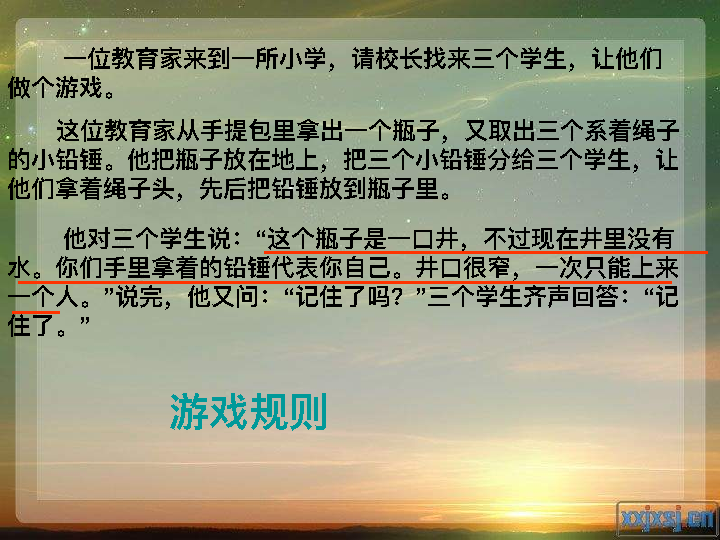 一位教育家来到一所小学，请校长找来三个学生，让他们
做个游戏。
这位教育家从手提包里拿出一个瓶子，又取出三个系着绳子
的小铅锤。他把瓶子放在地上，把三个小铅锤分给三个学生，让
他们拿着绳子头，先后把铅锤放到瓶子里。
他对三个学生说：“这个瓶子是一口井，不过现在井里没有
水。你们手里拿着的铅锤代表你自己。井口很窄，一次只能上来
一个人。”说完，他又问：“记住了吗？”三个学生齐声回答：“记
住了。”
游戏规则
xxjxsj.cn